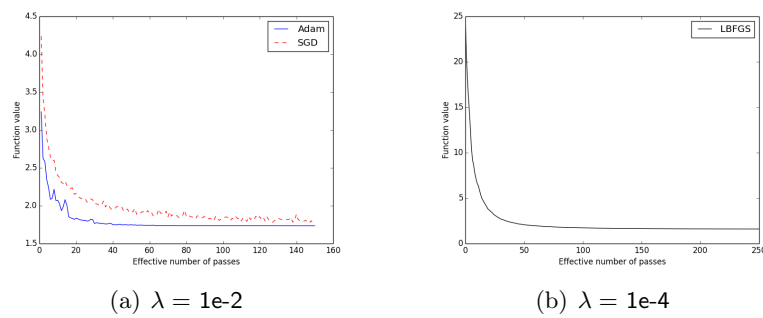 4.5
4.0
3.5
3.0
2.5
2.0
1.5
Function value
0 20 40 60 80 100 120 140 160
Effective number of passes
Adam
SGD
(a) λ = 1e-2
25
20
15
10
5
0
Function value
0 50 100 150 200 250
Effective number of passes
LBFGS
(b) λ = 1e-4